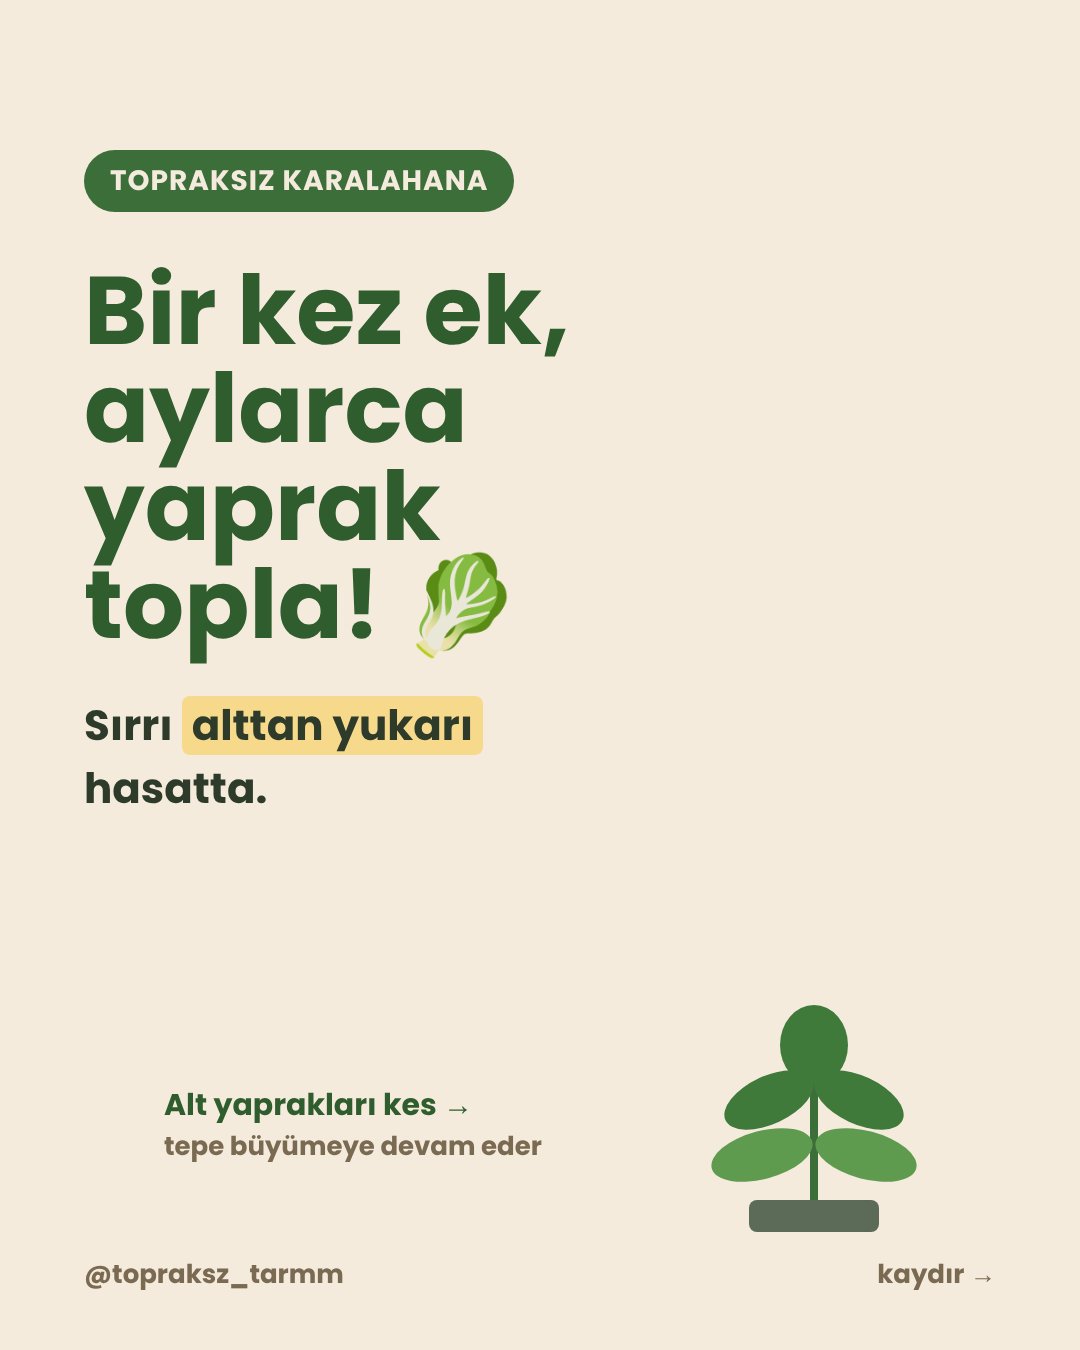 TOPRAKSIZ KARALAHANA
Bir kez ek,
aylarca
yaprak
topla! 🥬
Sırrı alttan yukarı
hasatta.
Alt yaprakları kes →
tepe büyümeye devam eder
@topraksz_tarmm
kaydır →